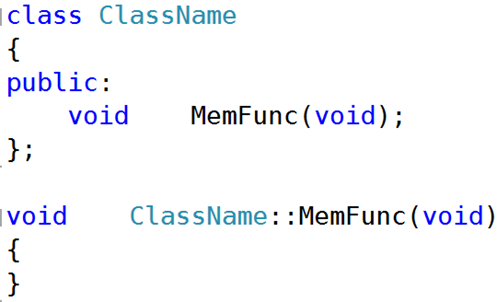 class ClassName
{
public:
    void    MemFunc(void);
};

void    ClassName::MemFunc(void)
{
}